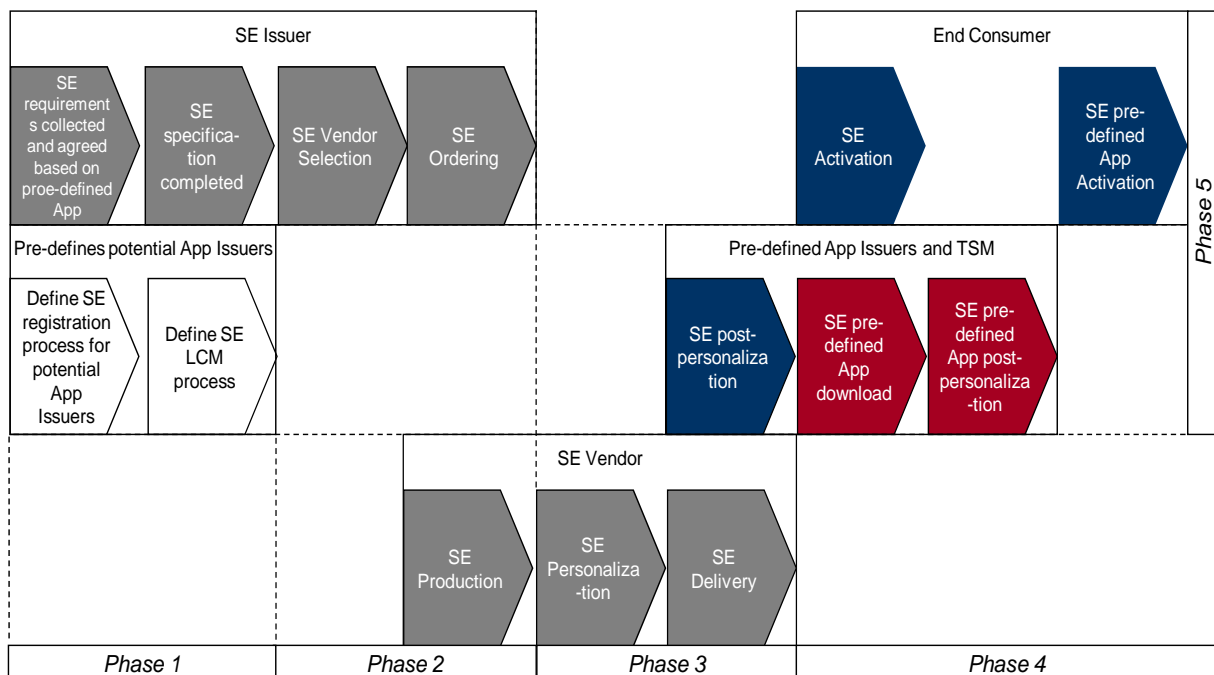 SE Issuer
SE
requirement
s collected
and agreed
based on
proe-defined
App
SE
specifica-
tion
completed
SE Vendor
Selection
SE
Ordering
End Consumer
SE
Activation
SE pre-
defined
App
Activation
Phase 5
Pre-defines potential App Issuers
Define SE
registration
process for
potential
App
Issuers
Define SE
LCM
process
Pre-defined App Issuers and TSM
SE post-
personaliza
tion
SE pre-
defined
App
download
SE pre-
defined
App post-
personaliza
-tion
SE Vendor
SE
Production
SE
Personaliza
-tion
SE
Delivery
Phase 1
Phase 2
Phase 3
Phase 4